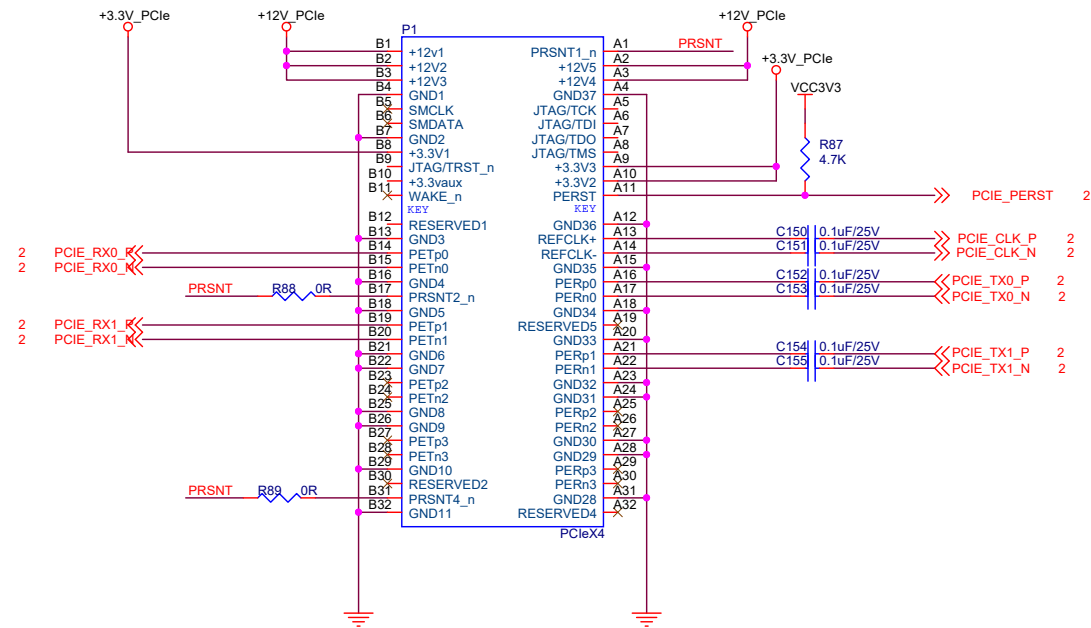 +3.3V_PCIe
+12V_PCIe
+12V_PCIe
P1
B1 +12v1 PRSNT1_n A1 PRSNT
B2 +12V2 +12V5 A2
+3.3V_PCIe
B3 +12V3 +12V4 A3
B4 GND1 GND37 A4
VCC3V3
B5 SMCLK JTAG/TCK A5
B6 SMDATA JTAG/TDI A6
B7 GND2 JTAG/TDO A7
R87
B8 +3.3V1 JTAG/TMS A8
4.7K
B9 JTAG/TRST_n +3.3V3 A9
B10 +3.3vaux +3.3V2 A10
B11 WAKE_n PERST A11 PCIE_PERST 2
KEY KEY
B12 RESERVED1 GND36 A12
B13 GND3 REFCLK+ A13 C150 0.1uF/25V PCIE_CLK_P 2
2 PCIE_RX0_P B14 PETp0 REFCLK- A14 C151 0.1uF/25V PCIE_CLK_N 2
2 PCIE_RX0_N B15 PETn0 GND35 A15
B16 GND4 PERp0 A16 C152 0.1uF/25V PCIE_TX0_P 2
PRSNT R88 0R B17 PRSNT2_n PERn0 A17 C153 0.1uF/25V PCIE_TX0_N 2
B18 GND5 GND34 A18
2 PCIE_RX1_P B19 PETp1 RESERVED5 A19
2 PCIE_RX1_N B20 PETn1 GND33 A20
B21 GND6 PERp1 A21 C154 0.1uF/25V PCIE_TX1_P 2
B22 GND7 PERn1 A22 C155 0.1uF/25V PCIE_TX1_N 2
B23 PETp2 GND32 A23
B24 PETn2 GND31 A24
B25 GND8 PERp2 A25
B26 GND9 PERn2 A26
B27 PETp3 GND30 A27
B28 PETn3 GND29 A28
B29 GND10 PERp3 A29
B30 RESERVED2 PERn3 A30
PRSNT R89 0R B31 PRSNT4_n GND28 A31
B32 GND11 RESERVED4 A32
PCIeX4